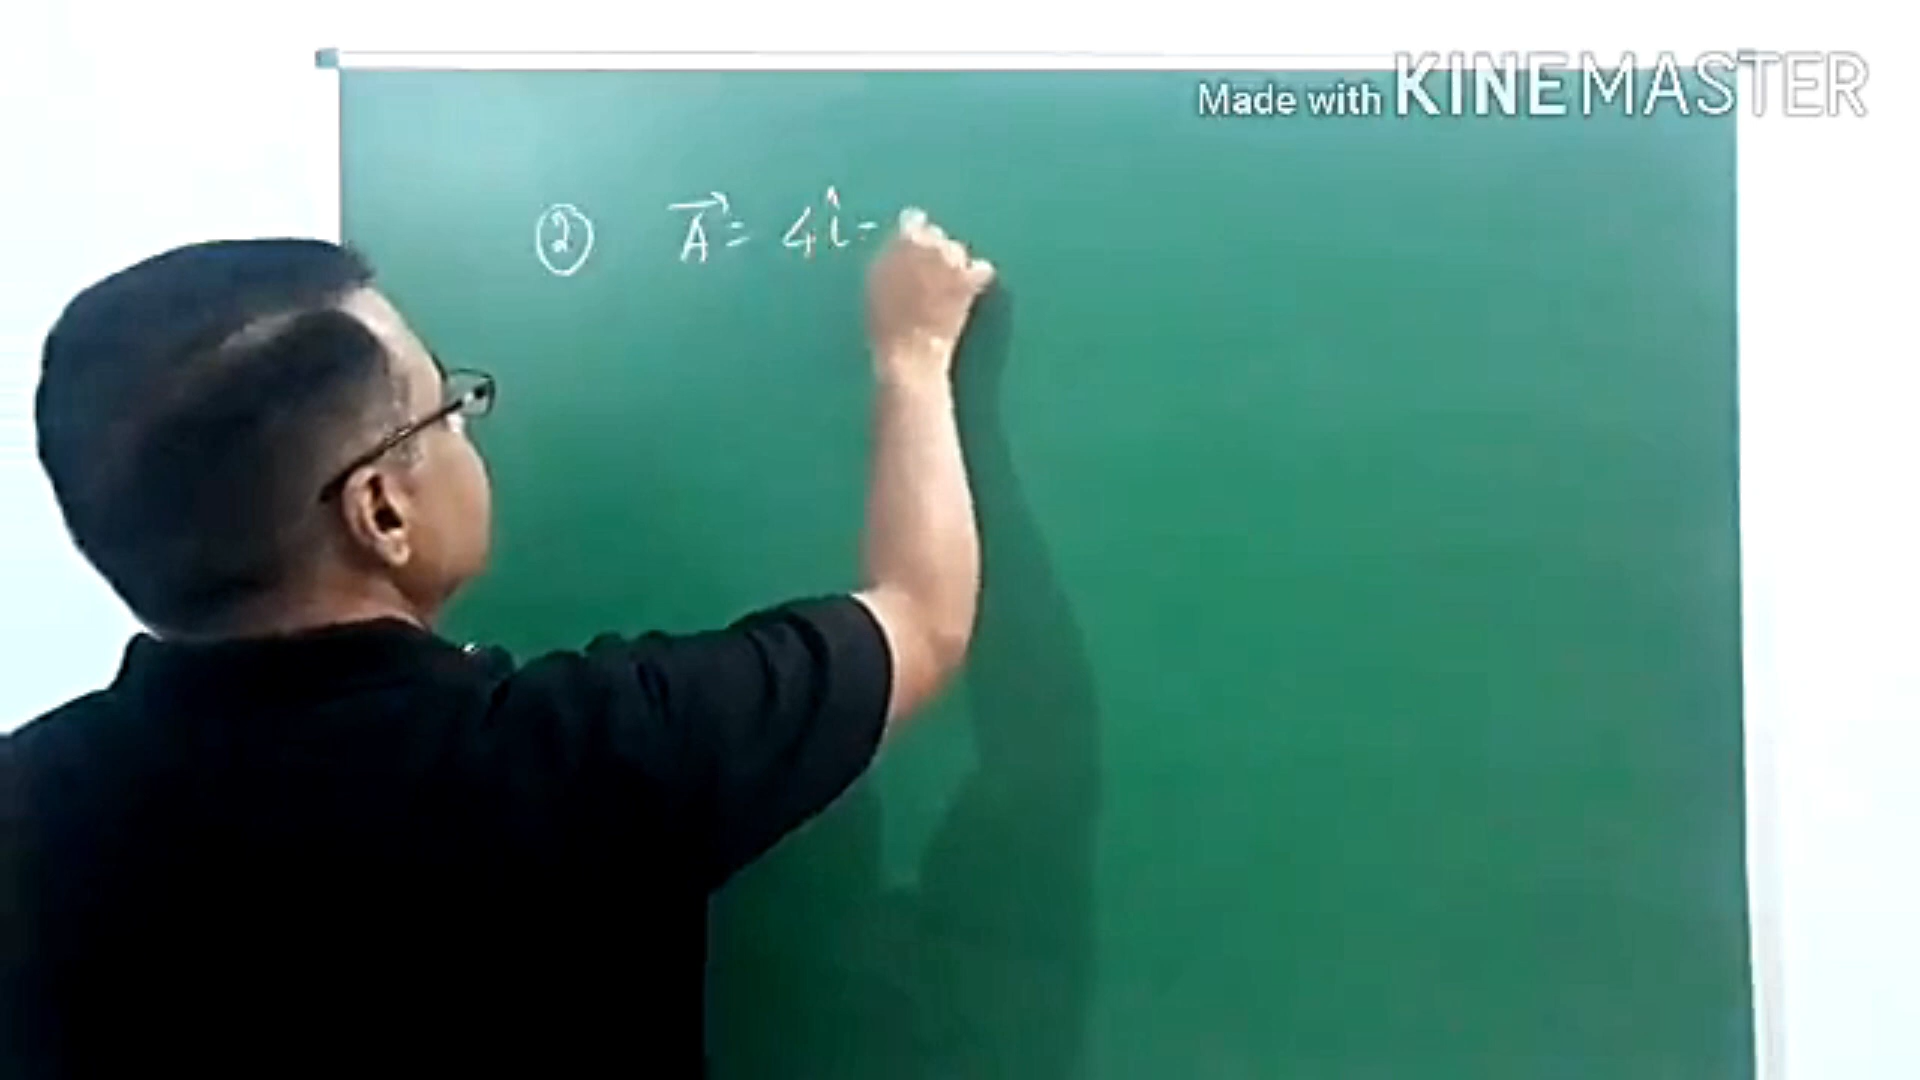 Made with KINEMASTER
② A⃗ = 4î -